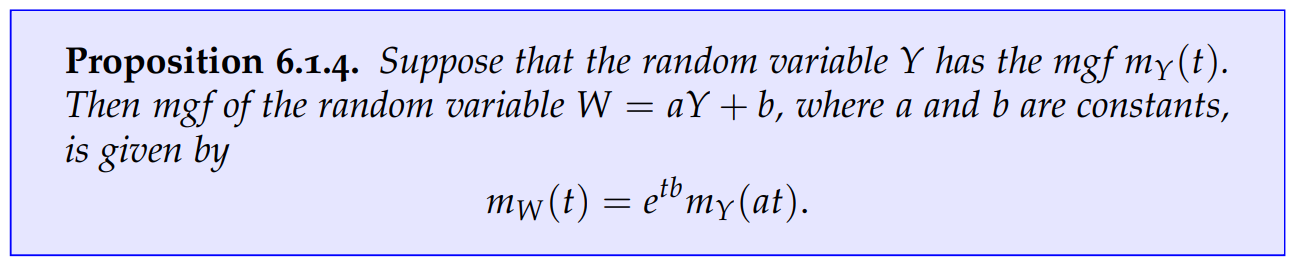 Proposition 6.1.4. Suppose that the random variable Y has the mgf m_Y(t).
Then mgf of the random variable W = aY + b, where a and b are constants,
is given by
m_W(t) = e^{tb} m_Y(at).